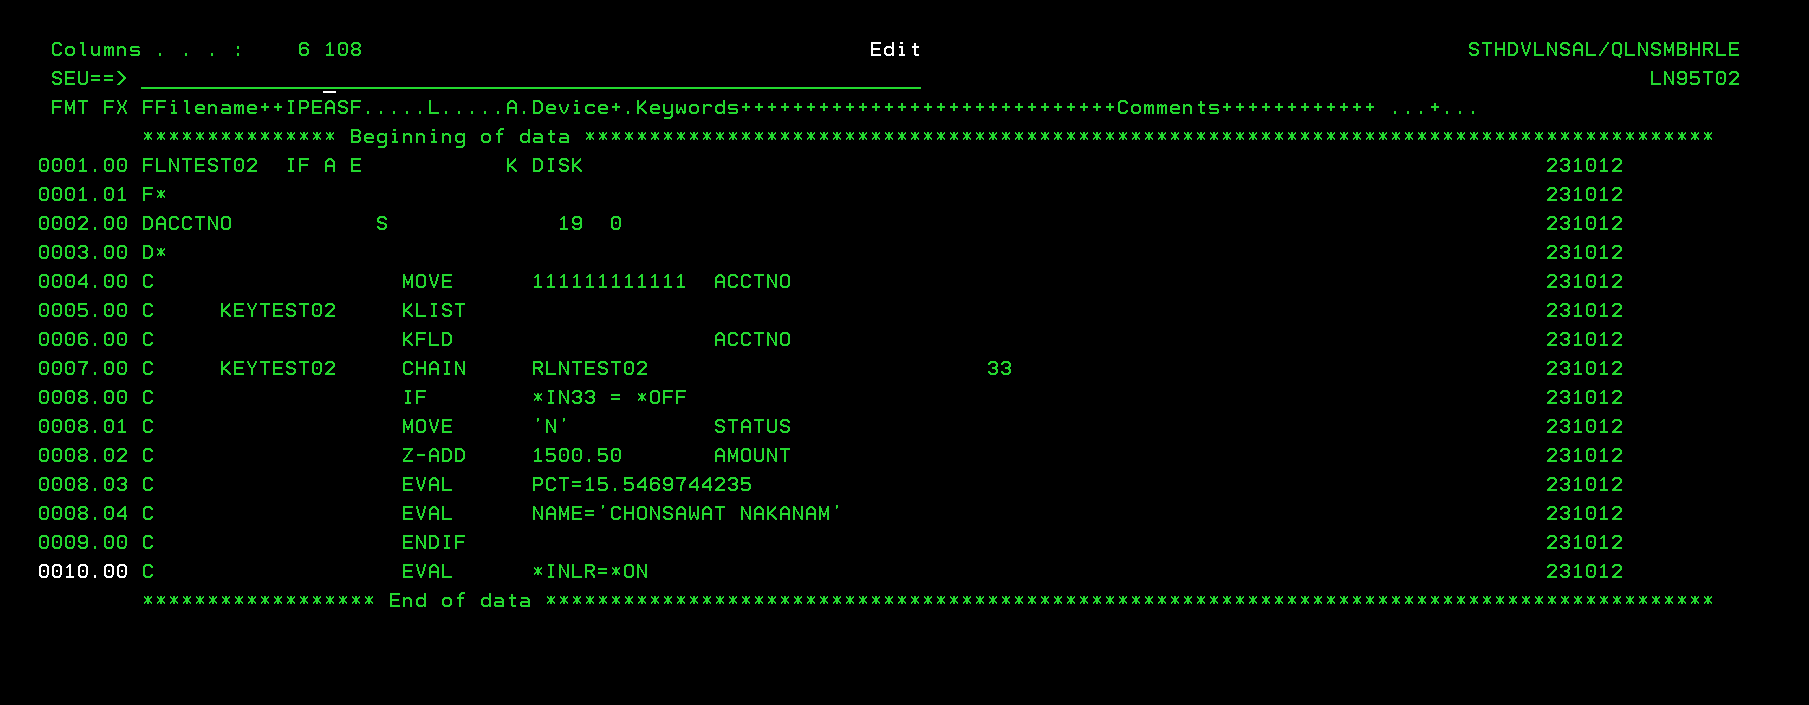 Columns . . . :    6 108                                       Edit                                          STHDVLNSAL/QLNSMBHRLE
SEU==> ____________________________________________________________                                                        LN95T02
FMT FX FFilename++IPEASF.....L.....A.Device+.Keywords+++++++++++++++++++++++++++++Comments++++++++++++ ...+...
*************** Beginning of data ***************************************************************************************
0001.00 FLNTEST02  IF A E           K DISK                                                                          231012
0001.01 F*                                                                                                          231012
0002.00 DACCTNO           S             19  0                                                                       231012
0003.00 D*                                                                                                          231012
0004.00 C                   MOVE      111111111111  ACCTNO                                                          231012
0005.00 C     KEYTEST02     KLIST                                                                                   231012
0006.00 C                   KFLD                    ACCTNO                                                          231012
0007.00 C     KEYTEST02     CHAIN     RLNTEST02                          33                                         231012
0008.00 C                   IF        *IN33 = *OFF                                                                  231012
0008.01 C                   MOVE      'N'           STATUS                                                          231012
0008.02 C                   Z-ADD     1500.50       AMOUNT                                                          231012
0008.03 C                   EVAL      PCT=15.5469744235                                                             231012
0008.04 C                   EVAL      NAME='CHONSAWAT NAKANAM'                                                      231012
0009.00 C                   ENDIF                                                                                   231012
0010.00 C                   EVAL      *INLR=*ON                                                                     231012
****************** End of data ******************************************************************************************